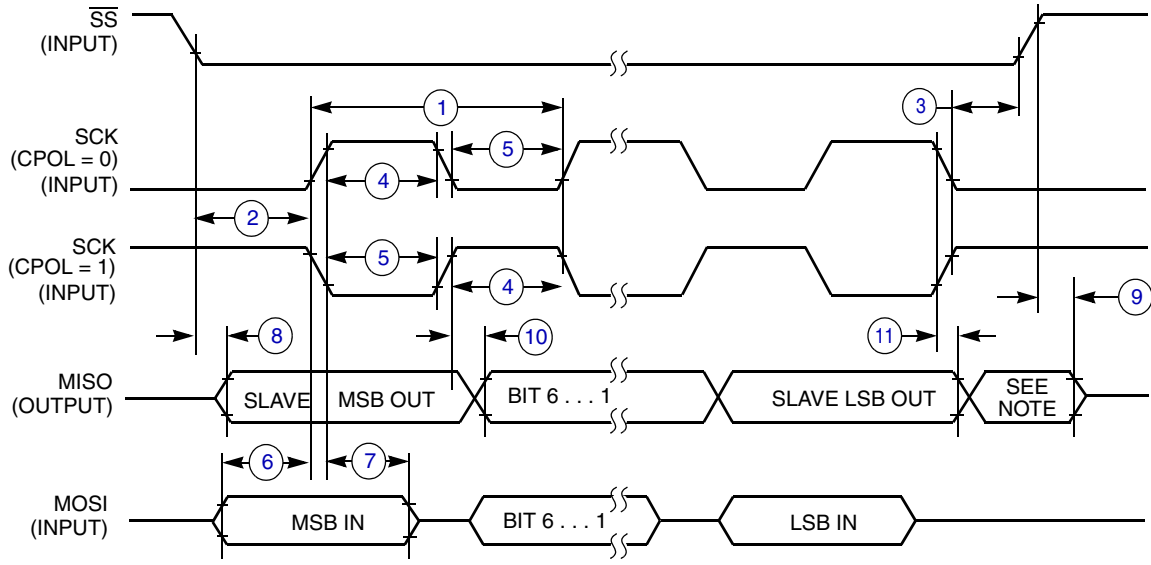 SS
(INPUT)
1
3
SCK
(CPOL = 0)
(INPUT)
5
4
2
SCK
(CPOL = 1)
(INPUT)
5
4
9
8
10
11
MISO
(OUTPUT)
SLAVE MSB OUT
BIT 6 . . . 1
SLAVE LSB OUT
SEE
NOTE
6
7
MOSI
(INPUT)
MSB IN
BIT 6 . . . 1
LSB IN